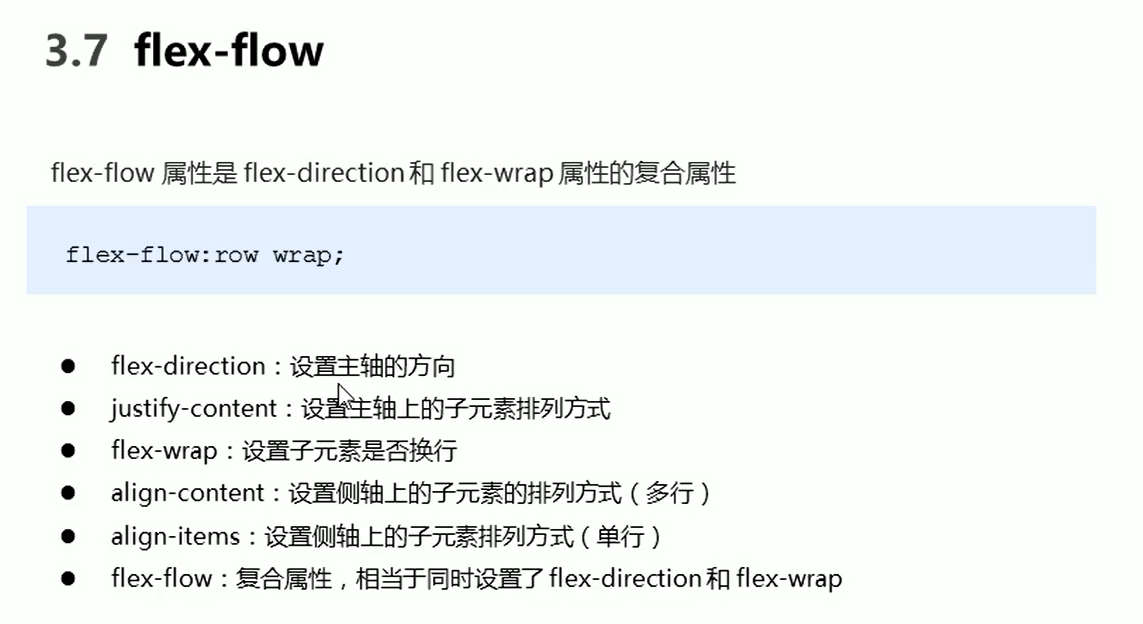 3.7 flex-flow
flex-flow 属性是 flex-direction 和 flex-wrap 属性的复合属性
flex-flow:row wrap;
● flex-direction：设置主轴的方向
● justify-content：设置主轴上的子元素排列方式
● flex-wrap：设置子元素是否换行
● align-content：设置侧轴上的子元素的排列方式（多行）
● align-items：设置侧轴上的子元素排列方式（单行）
● flex-flow：复合属性，相当于同时设置了 flex-direction 和 flex-wrap